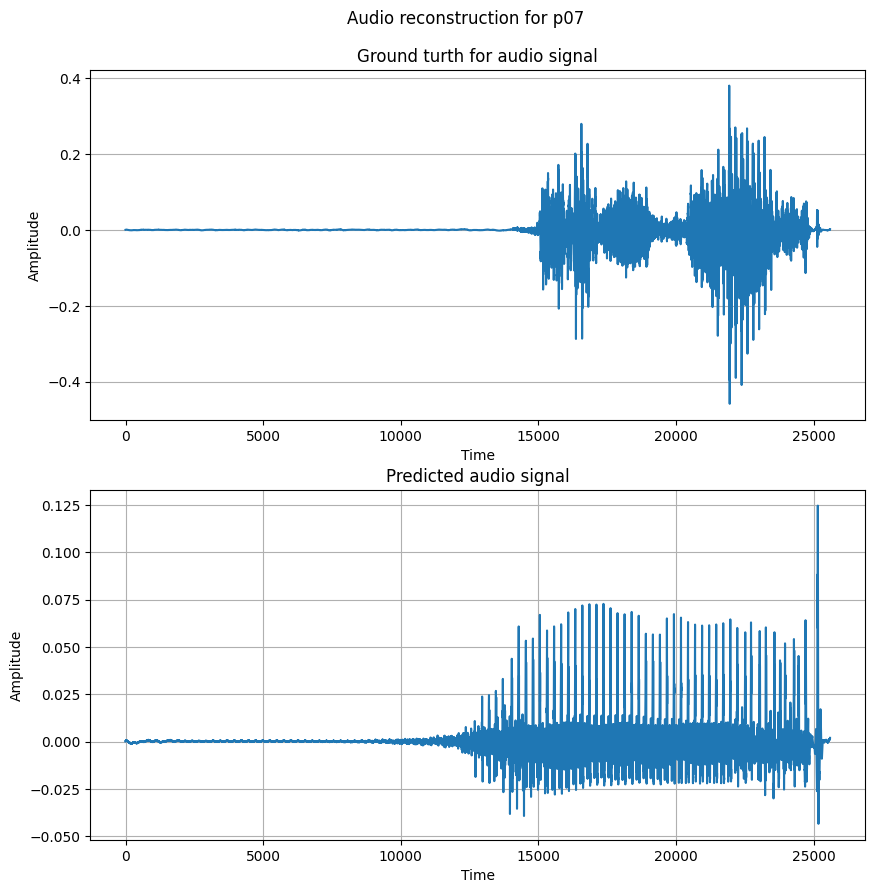 Audio reconstruction for p07
Ground turth for audio signal
0.4
0.2
0.0
−0.2
−0.4
Amplitude
0 5000 10000 15000 20000 25000
Time
Predicted audio signal
0.125
0.100
0.075
0.050
0.025
0.000
−0.025
−0.050
Amplitude
0 5000 10000 15000 20000 25000
Time